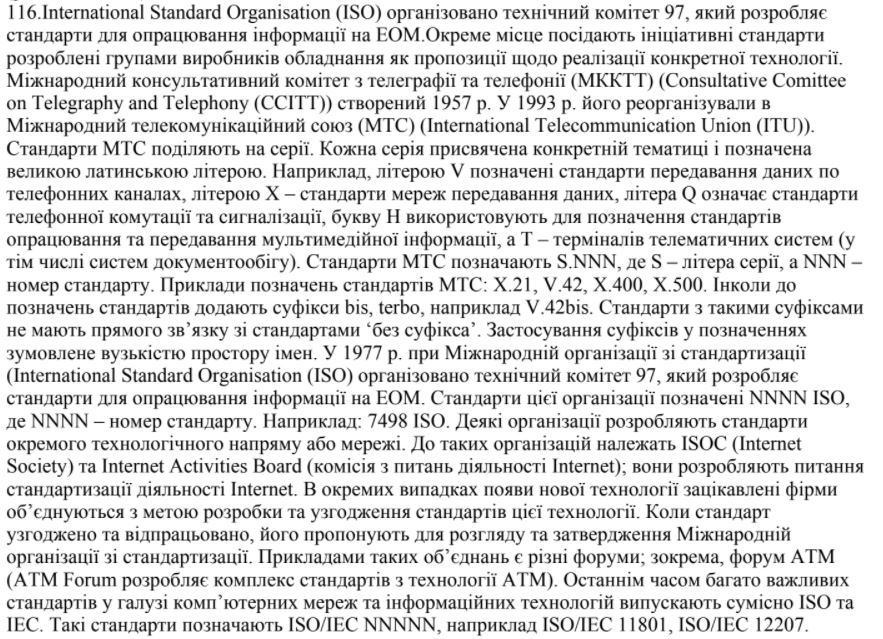 116.International Standard Organisation (ISO) організовано технічний комітет 97, який розробляє
стандарти для опрацювання інформації на ЕОМ.Окреме місце посідають ініціативні стандарти
розроблені групами виробників обладнання як пропозиції щодо реалізації конкретної технології.
Міжнародний консультативний комітет з телеграфії та телефонії (МККТТ) (Consultative Comittee
on Telegraphy and Telephony (CCITT)) створений 1957 р. У 1993 р. його реорганізували в
Міжнародний телекомунікаційний союз (МТС) (International Telecommunication Union (ITU)).
Стандарти МТС поділяють на серії. Кожна серія присвячена конкретній тематиці і позначена
великою латинською літерою. Наприклад, літерою V позначені стандарти передавання даних по
телефонних каналах, літерою X – стандарти мереж передавання даних, літера Q означає стандарти
телефонної комутації та сигналізації, букву H використовують для позначення стандартів
опрацювання та передавання мультимедійної інформації, а T – терміналів телематичних систем (у
тім числі систем документообігу). Стандарти МТС позначають S.NNN, де S – літера серії, а NNN –
номер стандарту. Приклади позначень стандартів МТС: X.21, V.42, X.400, X.500. Інколи до
позначень стандартів додають суфікси bis, terbo, наприклад V.42bis. Стандарти з такими суфіксами
не мають прямого зв’язку зі стандартами ‘без суфікса’. Застосування суфіксів у позначеннях
зумовлене вузькістю простору імен. У 1977 р. при Міжнародній організації зі стандартизації
(International Standard Organisation (ISO) організовано технічний комітет 97, який розробляє
стандарти для опрацювання інформації на ЕОМ. Стандарти цієї організації позначені NNNN ISO,
де NNNN – номер стандарту. Наприклад: 7498 ISO. Деякі організації розробляють стандарти
окремого технологічного напряму або мережі. До таких організацій належать ISOC (Internet
Society) та Internet Activities Board (комісія з питань діяльності Internet); вони розробляють питання
стандартизації діяльності Internet. В окремих випадках появи нової технології зацікавлені фірми
об’єднуються з метою розробки та узгодження стандартів цієї технології. Коли стандарт
узгоджено та відпрацьовано, його пропонують для розгляду та затвердження Міжнародній
організації зі стандартизації. Прикладами таких об’єднань є різні форуми; зокрема, форум ATM
(ATM Forum розробляє комплекс стандартів з технології ATM). Останнім часом багато важливих
стандартів у галузі комп’ютерних мереж та інформаційних технологій випускають сумісно ISO та
IEC. Такі стандарти позначають ISO/IEC NNNNN, наприклад ISO/IEC 11801, ISO/IEC 12207.